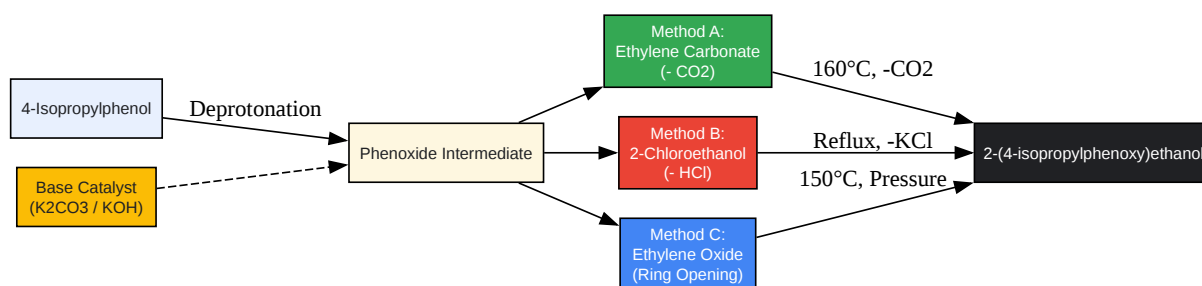 4-Isopropylphenol
Base Catalyst
(K2CO3 / KOH)
Deprotonation
Phenoxide Intermediate
Method A:
Ethylene Carbonate
(- CO2)
Method B:
2-Chloroethanol
(- HCl)
Method C:
Ethylene Oxide
(Ring Opening)
160°C, -CO2
Reflux, -KCl
150°C, Pressure
2-(4-isopropylphenoxy)ethanol